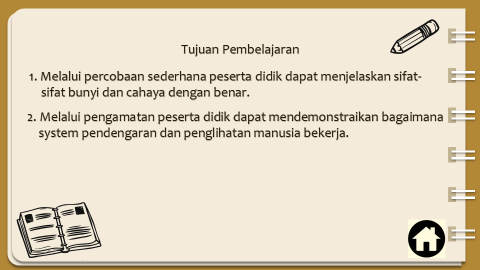 Tujuan Pembelajaran
1. Melalui percobaan sederhana peserta didik dapat menjelaskan sifat-
sifat bunyi dan cahaya dengan benar.
2. Melalui pengamatan peserta didik dapat mendemonstraikan bagaimana
system pendengaran dan penglihatan manusia bekerja.